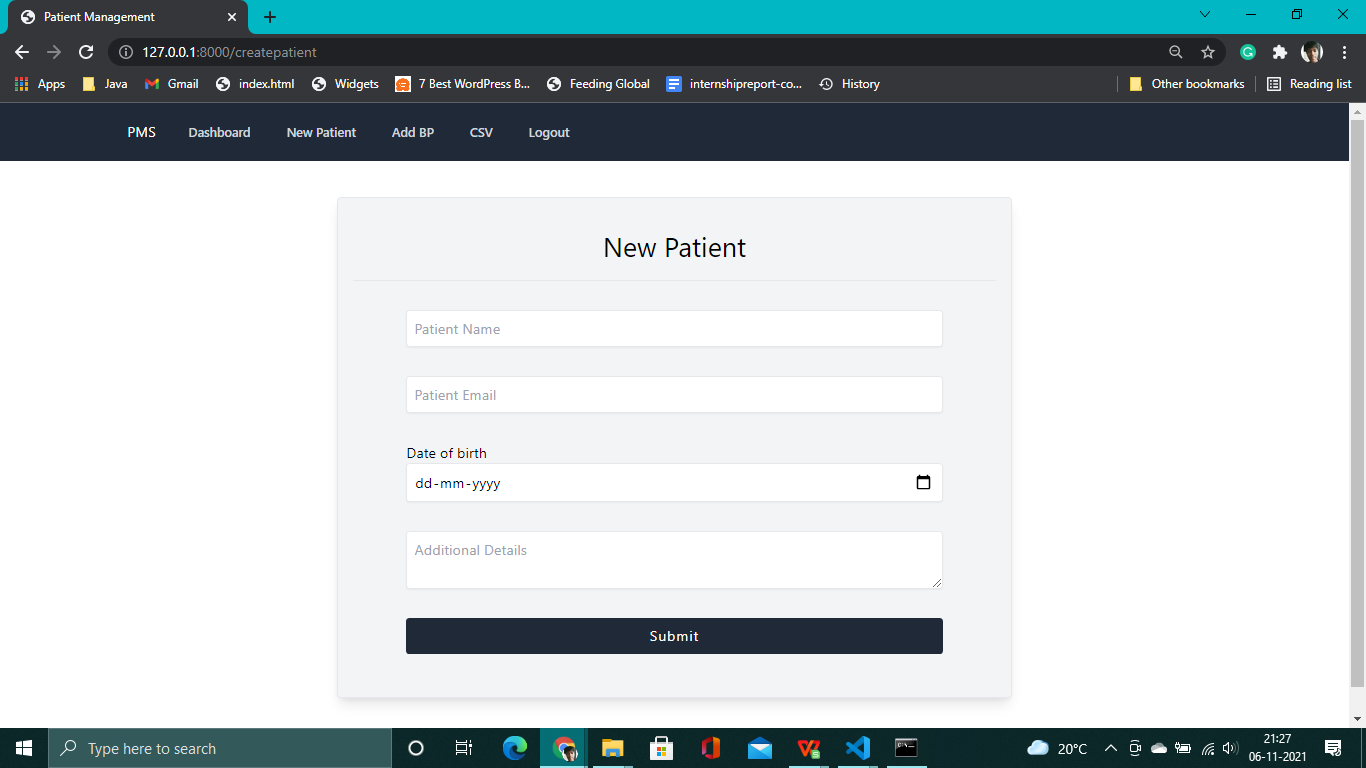 Patient Management
127.0.0.1:8000/createpatient
Apps Java Gmail index.html Widgets 7 Best WordPress B... Feeding Global internshipreport-co... History Other bookmarks Reading list
PMS Dashboard New Patient Add BP CSV Logout
New Patient
Patient Name
Patient Email
Date of birth
dd-mm-yyyy
Additional Details
Submit
Type here to search
20°C
21:27
06-11-2021